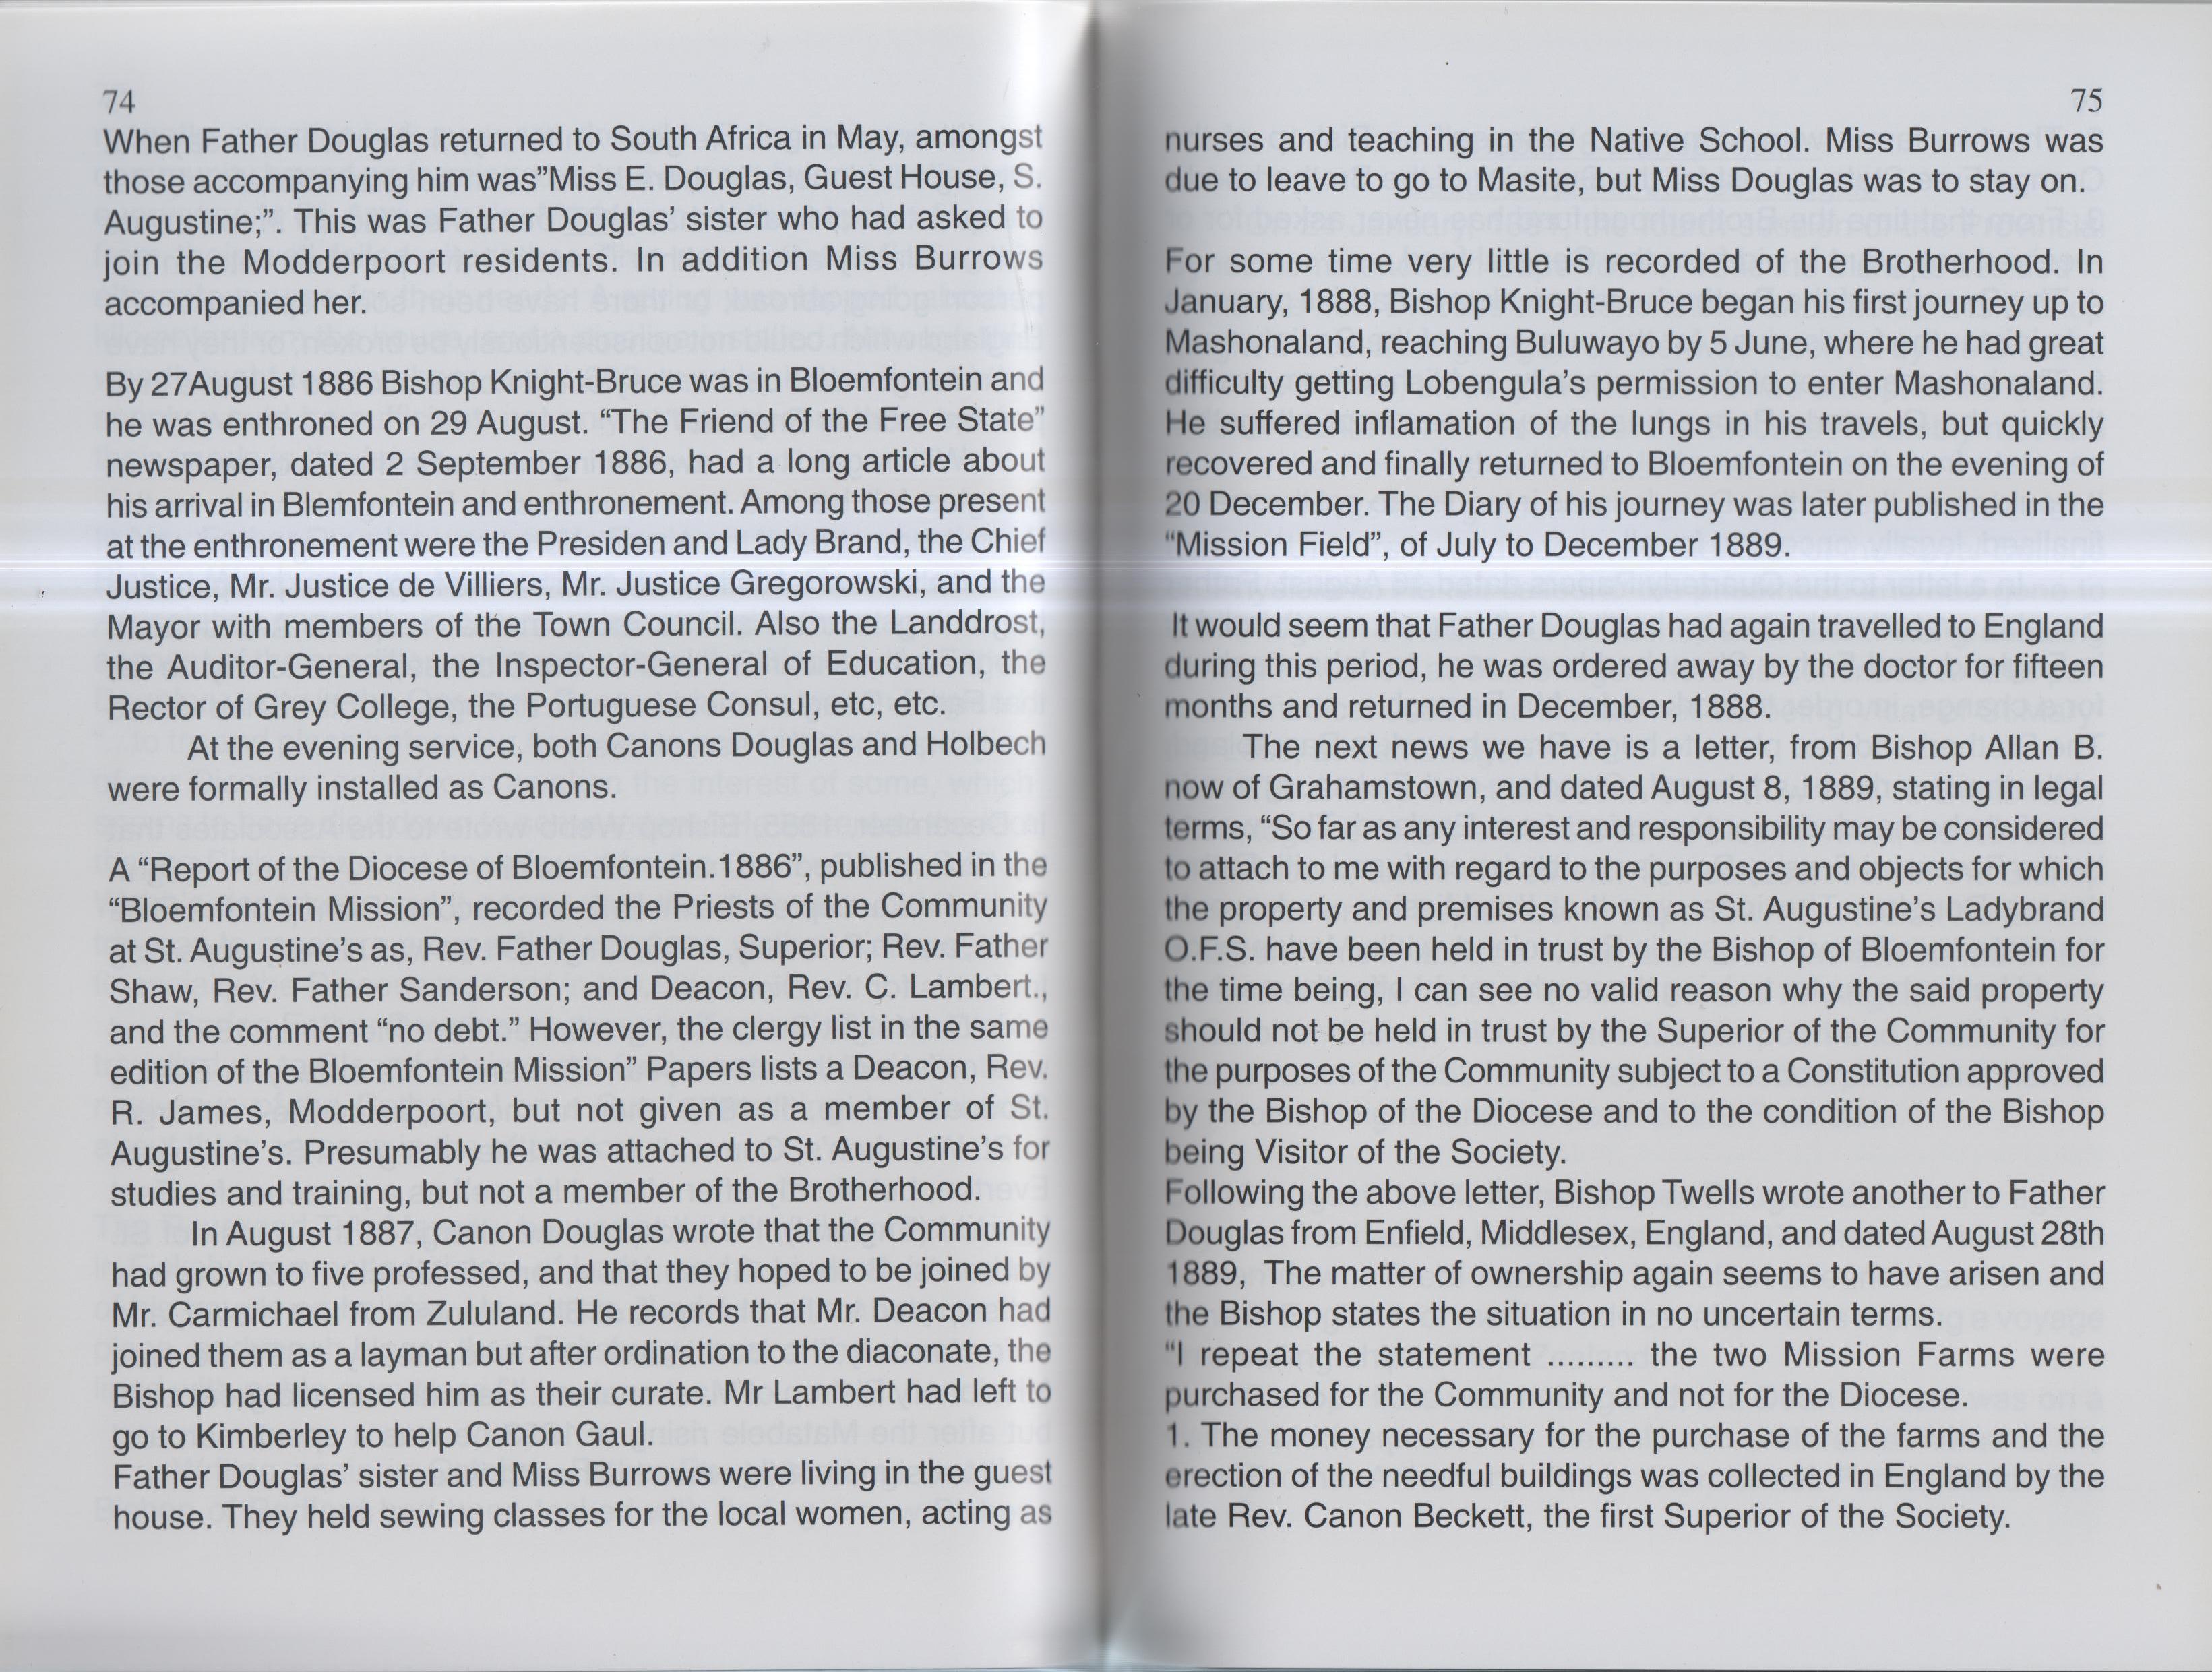 74
When Father Douglas returned to South Africa in May, amongst
those accompanying him was”Miss E. Douglas, Guest House, S.
Augustine;”. This was Father Douglas’ sister who had asked to
join the Modderpoort residents. In addition Miss Burrows
accompanied her.
By 27August 1886 Bishop Knight-Bruce was in Bloemfontein and
he was enthroned on 29 August. “The Friend of the Free State”
newspaper, dated 2 September 1886, had a long article about
his arrival in Blemfontein and enthronement. Among those present
at the enthronement were the Presiden and Lady Brand, the Chief
Justice, Mr. Justice de Villiers, Mr. Justice Gregorowski, and the
Mayor with members of the Town Council. Also the Landdrost,
the Auditor-General, the Inspector-General of Education, the
Rector of Grey College, the Portuguese Consul, etc, etc.
At the evening service, both Canons Douglas and Holbech
were formally installed as Canons.
A “Report of the Diocese of Bloemfontein.1886”, published in the
“Bloemfontein Mission”, recorded the Priests of the Community
at St. Augustine’s as, Rev. Father Douglas, Superior; Rev. Father
Shaw, Rev. Father Sanderson; and Deacon, Rev. C. Lambert.,
and the comment “no debt.” However, the clergy list in the same
edition of the Bloemfontein Mission” Papers lists a Deacon, Rev.
R. James, Modderpoort, but not given as a member of St.
Augustine’s. Presumably he was attached to St. Augustine’s for
studies and training, but not a member of the Brotherhood.
In August 1887, Canon Douglas wrote that the Community
had grown to five professed, and that they hoped to be joined by
Mr. Carmichael from Zululand. He records that Mr. Deacon had
joined them as a layman but after ordination to the diaconate, the
Bishop had licensed him as their curate. Mr Lambert had left to
go to Kimberley to help Canon Gaul.
Father Douglas’ sister and Miss Burrows were living in the guest
house. They held sewing classes for the local women, acting as
75
nurses and teaching in the Native School. Miss Burrows was
due to leave to go to Masite, but Miss Douglas was to stay on.
For some time very little is recorded of the Brotherhood. In
January, 1888, Bishop Knight-Bruce began his first journey up to
Mashonaland, reaching Buluwayo by 5 June, where he had great
difficulty getting Lobengula’s permission to enter Mashonaland.
He suffered inflamation of the lungs in his travels, but quickly
recovered and finally returned to Bloemfontein on the evening of
20 December. The Diary of his journey was later published in the
“Mission Field”, of July to December 1889.
It would seem that Father Douglas had again travelled to England
during this period, he was ordered away by the doctor for fifteen
months and returned in December, 1888.
The next news we have is a letter, from Bishop Allan B.
now of Grahamstown, and dated August 8, 1889, stating in legal
terms, “So far as any interest and responsibility may be considered
to attach to me with regard to the purposes and objects for which
the property and premises known as St. Augustine’s Ladybrand
O.F.S. have been held in trust by the Bishop of Bloemfontein for
the time being, I can see no valid reason why the said property
should not be held in trust by the Superior of the Community for
the purposes of the Community subject to a Constitution approved
by the Bishop of the Diocese and to the condition of the Bishop
being Visitor of the Society.
Following the above letter, Bishop Twells wrote another to Father
Douglas from Enfield, Middlesex, England, and dated August 28th
1889, The matter of ownership again seems to have arisen and
the Bishop states the situation in no uncertain terms.
“I repeat the statement ......... the two Mission Farms were
purchased for the Community and not for the Diocese.
1. The money necessary for the purchase of the farms and the
erection of the needful buildings was collected in England by the
late Rev. Canon Beckett, the first Superior of the Society.